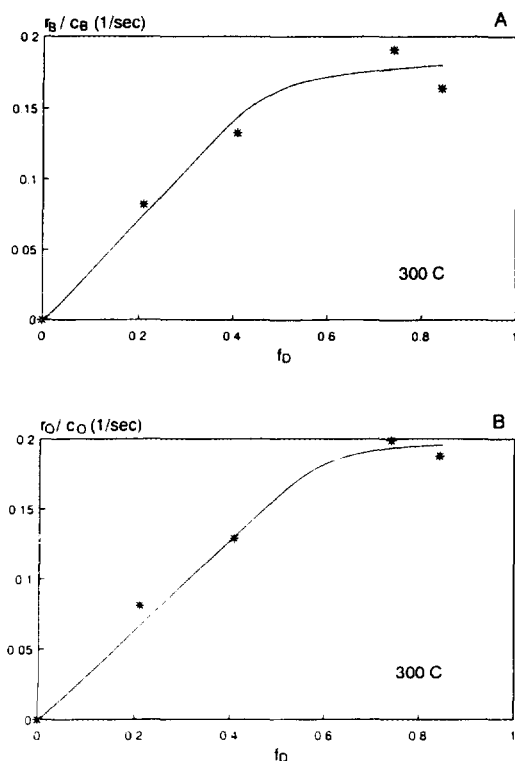 r_B / c_B (1/sec)
A
0.2
0.15
0.1
0.05
0
300 C
0 0.2 0.4 0.6 0.8 1
f_D
r_O / c_O (1/sec)
B
0 2
0 15
0 1
0 05
0
300 C
0 0 2 0 4 0 6 0 8 1
f_D